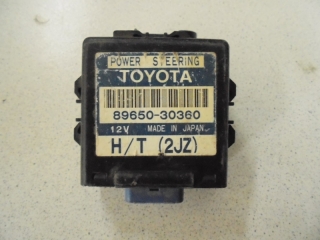 POWER STEERING
TOYOTA
89650-30360
12V MADE IN JAPAN
H/T (2JZ)